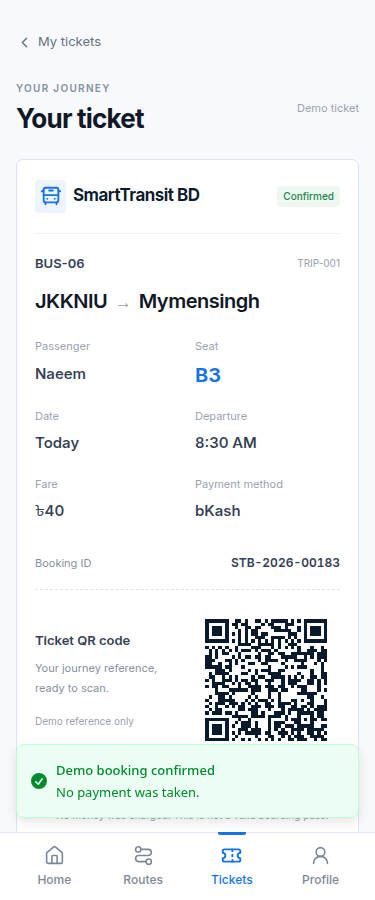 My tickets
YOUR JOURNEY
Your ticket
Demo ticket
SmartTransit BD
Confirmed
BUS-06
TRIP-001
JKKNIU → Mymensingh
Passenger
Seat
Naeem
B3
Date
Departure
Today
8:30 AM
Fare
Payment method
৳40
bKash
Booking ID
STB-2026-00183
Ticket QR code
Your journey reference,
ready to scan.
Demo reference only
Demo booking confirmed
No payment was taken.
Home
Routes
Tickets
Profile